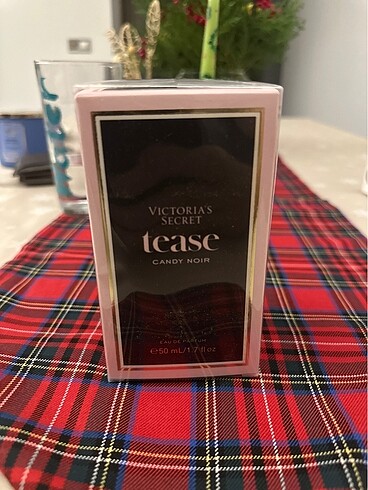 VICTORIA'S
SECRET
tease
CANDY NOIR
EAU DE PARFUM
℮50 mL/1.7 fl oz